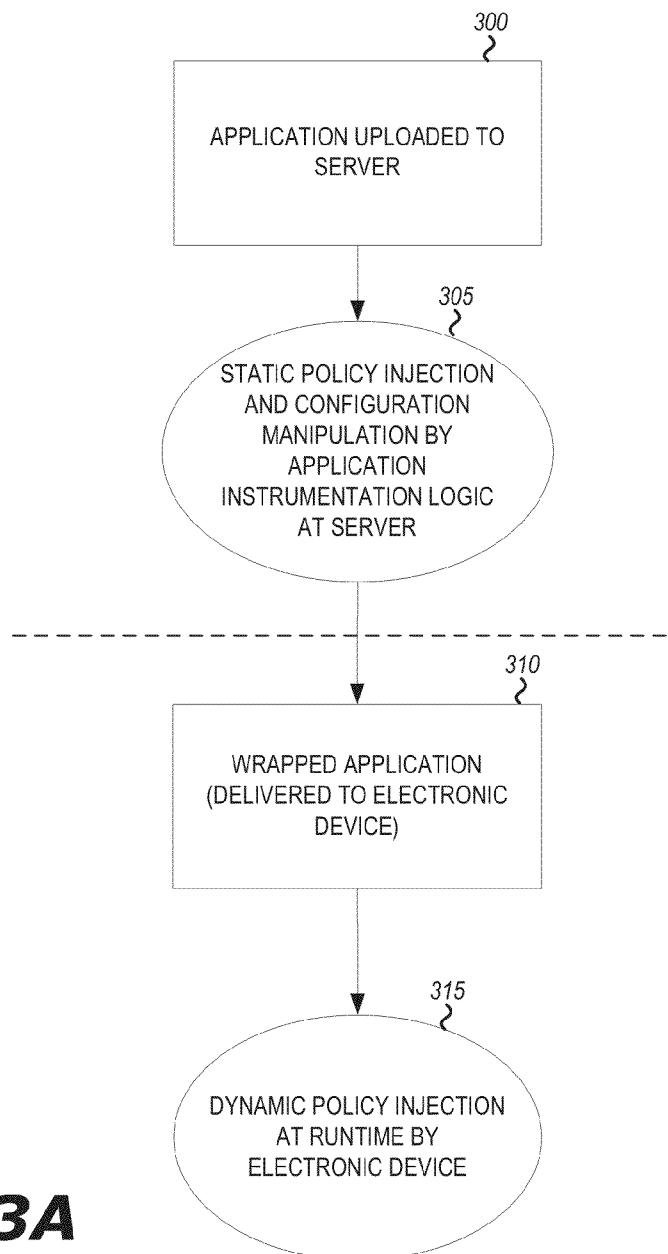 300
APPLICATION UPLOADED TO
SERVER
305
STATIC POLICY INJECTION
AND CONFIGURATION
MANIPULATION BY
APPLICATION
INSTRUMENTATION LOGIC
AT SERVER
310
WRAPPED APPLICATION
(DELIVERED TO ELECTRONIC
DEVICE)
315
DYNAMIC POLICY INJECTION
AT RUNTIME BY
ELECTRONIC DEVICE
3A